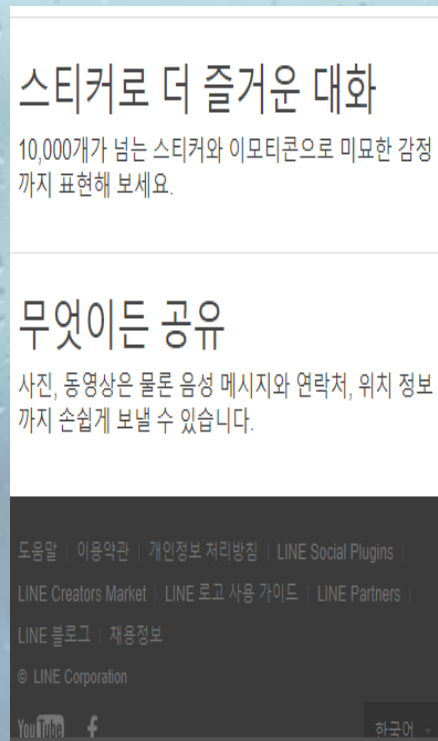 스티커로 더 즐거운 대화
10,000개가 넘는 스티커와 이모티콘으로 미묘한 감정
까지 표현해 보세요.
무엇이든 공유
사진, 동영상은 물론 음성 메시지와 연락처, 위치 정보
까지 손쉽게 보낼 수 있습니다.
도움말 | 이용약관 | 개인정보 처리방침 | LINE Social Plugins |
LINE Creators Market | LINE 로고 사용 가이드 | LINE Partners |
LINE 블로그 | 채용정보
© LINE Corporation
YouTube f
한국어